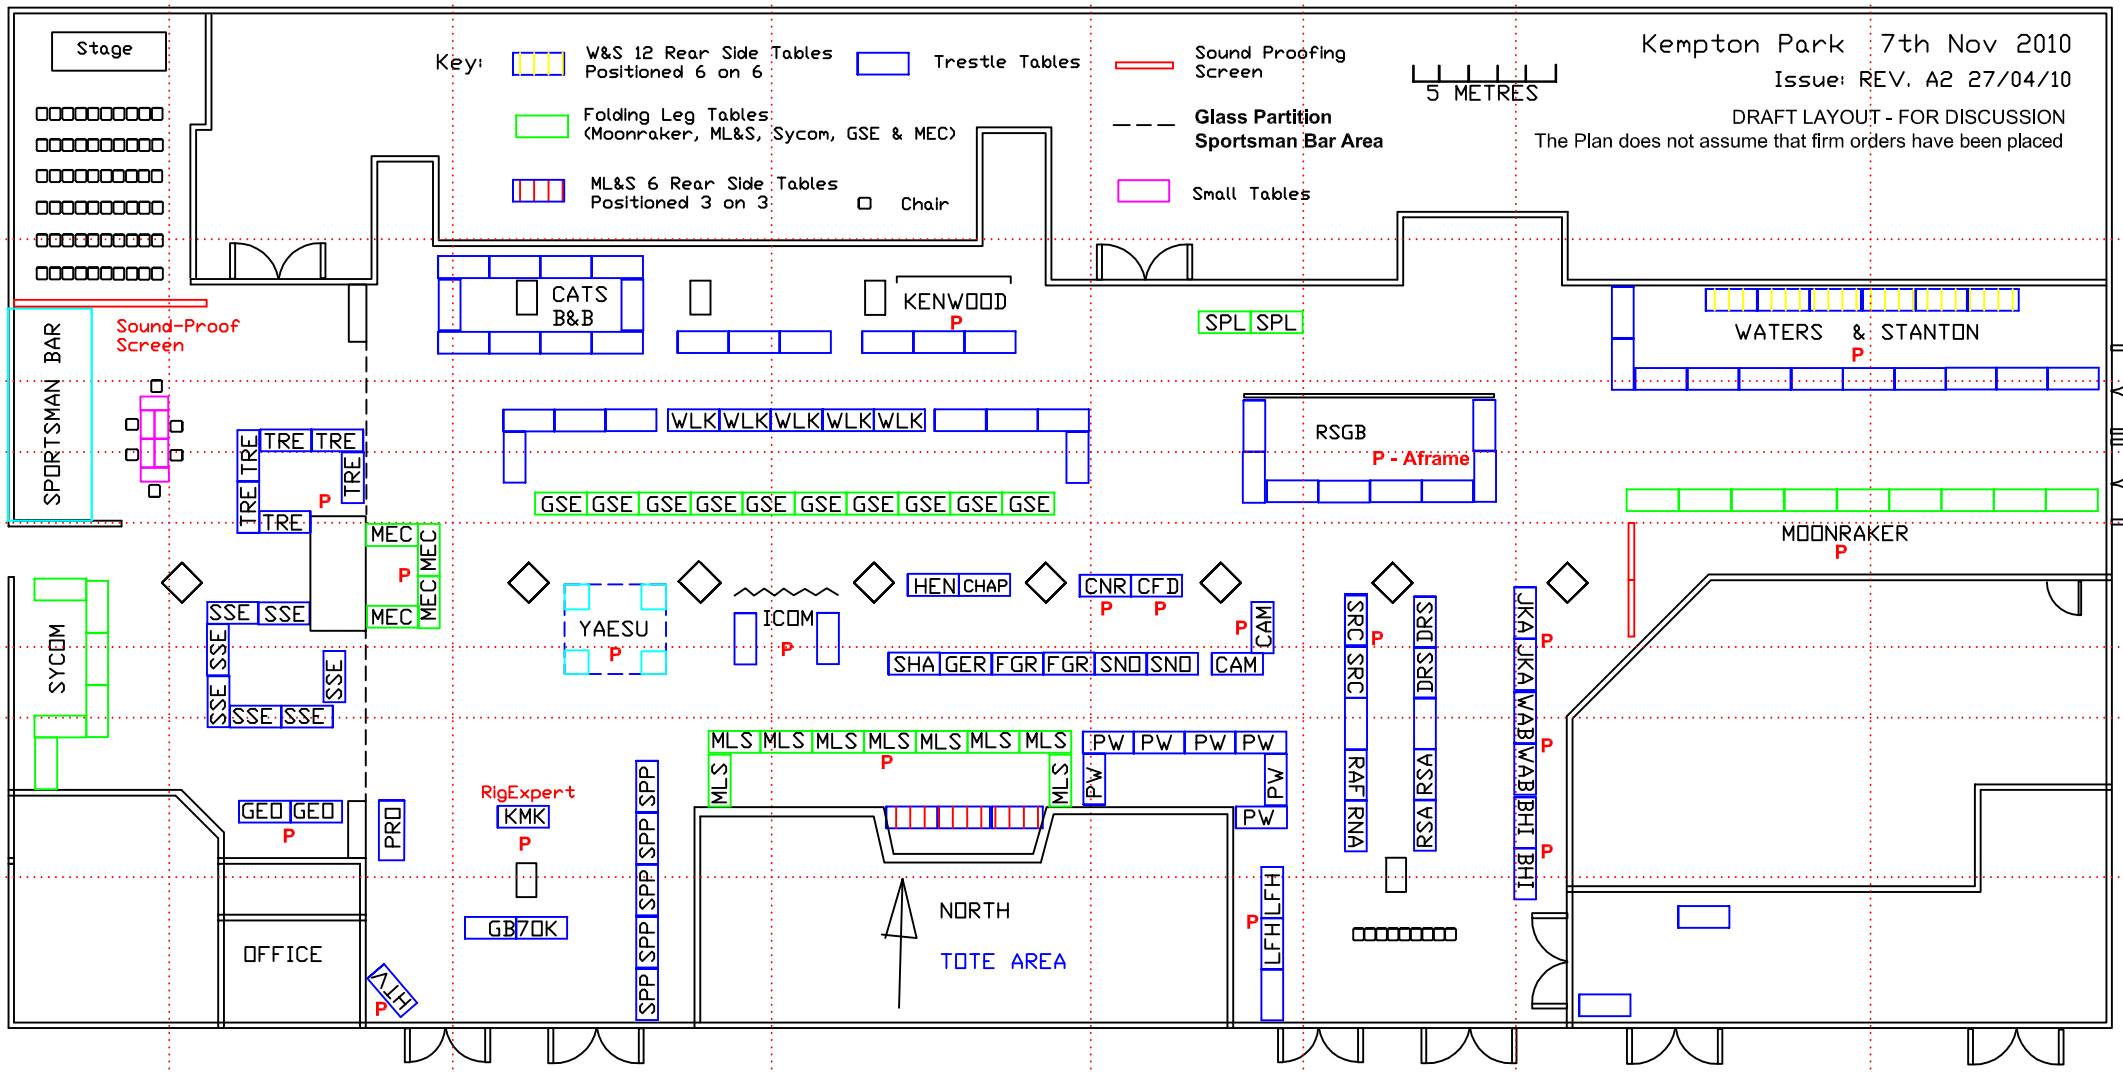 Stage
Key:
W&S 12 Rear Side Tables
Positioned 6 on 6
Trestle Tables
Sound Proofing
Screen
5 METRES
Kempton Park 7th Nov 2010
Issue: REV. A2 27/04/10
Folding Leg Tables
(Moonraker, ML&S, Sycom, GSE & MEC)
Glass Partition
Sportsman Bar Area
DRAFT LAYOUT - FOR DISCUSSION
The Plan does not assume that firm orders have been placed
ML&S 6 Rear Side Tables
Positioned 3 on 3
Chair
Small Tables
Sound-Proof
Screen
SPORTSMAN BAR
CATS
B&B
KENWOOD
P
SPL SPL
WATERS & STANTON
P
WLK WLK WLK WLK WLK
RSGB
P - Aframe
TRE TRE
TRE
TRE
TRE
TRE
P
GSE GSE GSE GSE GSE GSE GSE GSE GSE GSE
MOONRAKER
P
MEC
MEC
P
MEC
MEC
SYCOM
SSE SSE
SSE
SSE
SSE
SSE SSE
YAESU
P
ICOM
P
HEN CHAP
CNR CFD
P P
P
CAM
CAM
SHA GER FGR FGR SNO SNO
SRC
P
SRC
RAF
RNA
DRS
DRS
RSA
RSA
JKA
P
JKA
WAB
P
WAB
BHI
P
BHI
MLS MLS MLS MLS MLS MLS MLS
MLS
P
MLS
PW PW PW PW
PW
PW
PW
GEO GEO
P
PRO
RigExpert
KMK
P
SPP
SPP
SPP
SPP
SPP
GB70K
OFFICE
HIV
P
NORTH
TOTE AREA
LFH
P
LFH